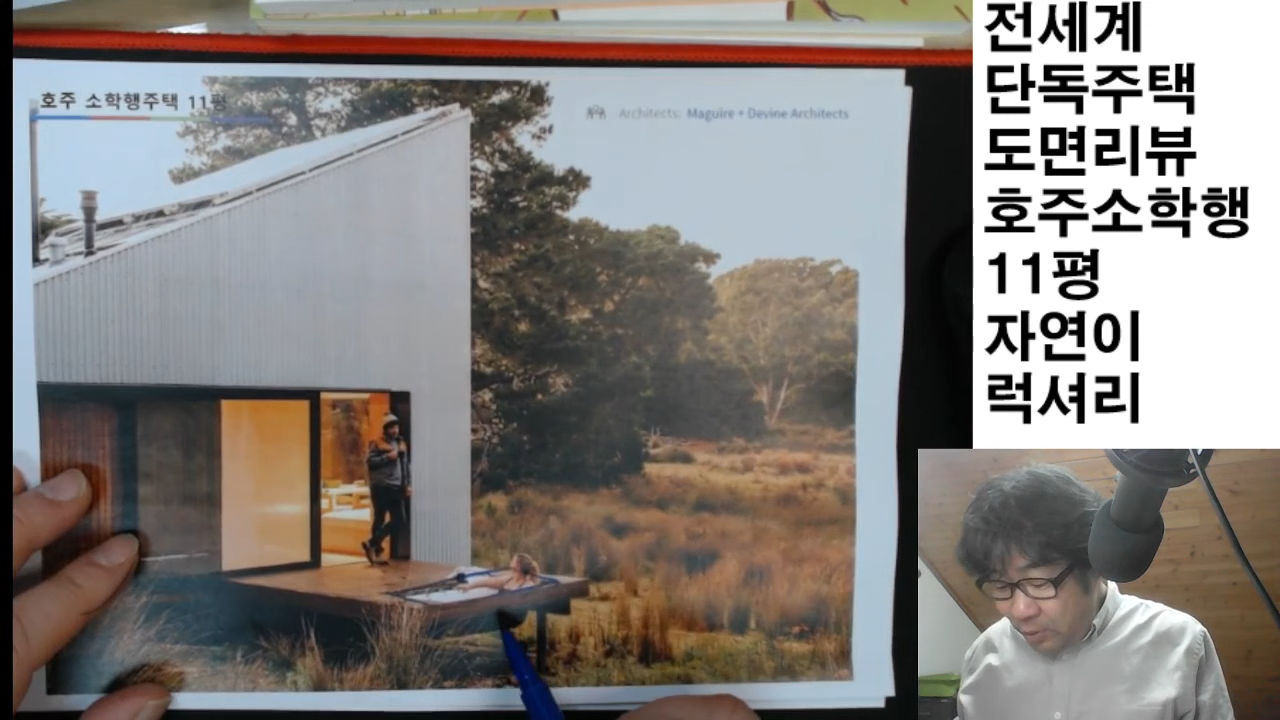 호주 소학행주택 11평
Architects: Maguire + Devine Architects
전세계
단독주택
도면리뷰
호주소학행
11평
자연이
럭셔리